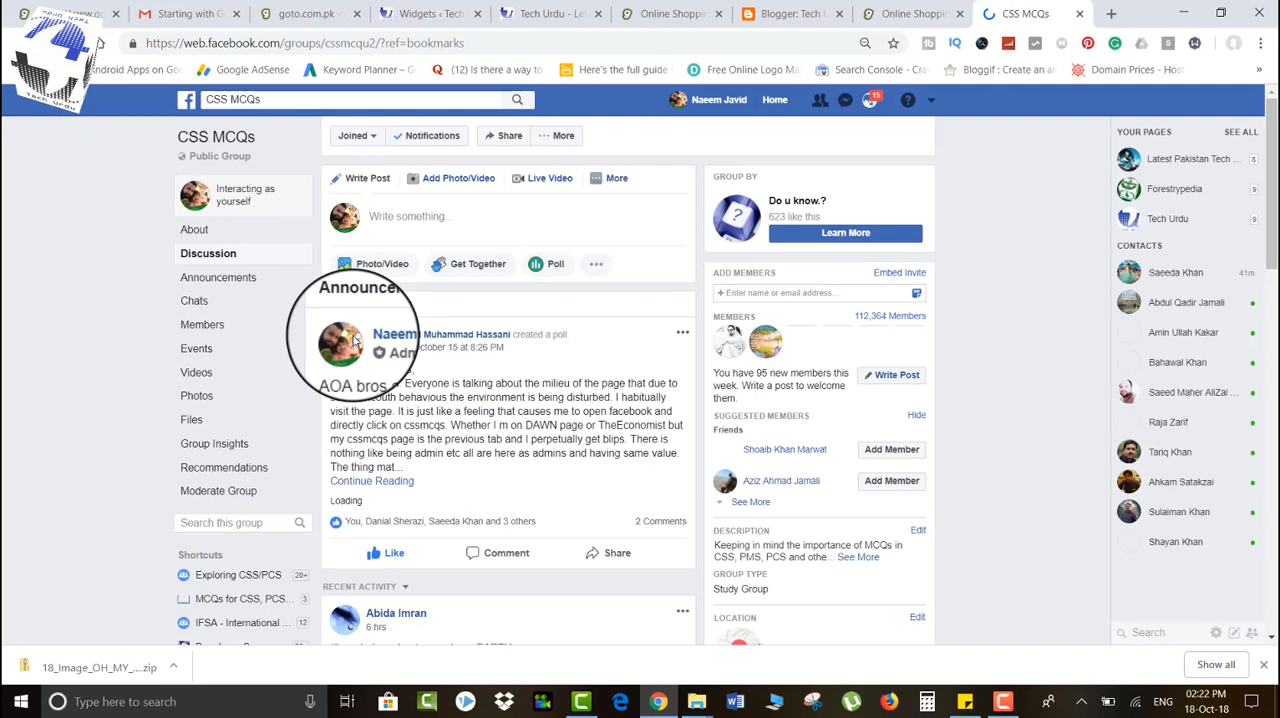 goto.com.pk -
Starting with G
Widgets ‹ Tech
Tech Urdu - Let
Online Shopping
Blogger: Tech
Online Shopping
CSS MCQs
https://web.facebook.com/groups/cssmcqu2/?ref=bookmarks
Tech Urdu
Android Apps on Goo
Google AdSense
Keyword Planner – G
(12) Is there a way to
Here's the full guide
Free Online Logo Ma
Search Console - Cra
Bloggif : Create an a
Domain Prices - Host
CSS MCQs
Naeem Javid
Home
15
CSS MCQs
Public Group
Interacting as
yourself
About
Discussion
Announcements
Chats
Members
Events
Videos
Photos
Files
Group Insights
Recommendations
Moderate Group
Search this group
Shortcuts
Exploring CSS/PCS 20+
MCQs for CSS, PCS... 3
IFSA - International ... 12
Joined
Notifications
Share
More
Write Post
Add Photo/Video
Live Video
More
Write something...
Photo/Video
Get Together
Poll
Announcem
Naeem Muhammad Hassani created a poll.
Adm October 15 at 8:26 PM
AOA bros
Everyone is talking about the milieu of the page that due to
behavious the environment is being disturbed. I habitually
visit the page. It is just like a feeling that causes me to open facebook and
directly click on cssmcqs. Whether I m on DAWN page or TheEconomist but
my cssmcqs page is the previous tab and I perpetually get blips. There is
nothing like being admin etc all are here as admins and having same value.
The thing mat...
Continue Reading
Loading
You, Danial Sherazi, Saeeda Khan and 3 others
2 Comments
Like
Comment
Share
RECENT ACTIVITY
Abida Imran
6 hrs
GROUP BY
Do u know.?
623 like this
Learn More
ADD MEMBERS
Embed Invite
Enter name or email address...
MEMBERS
112,364 Members
You have 95 new members this
week. Write a post to welcome
them.
Write Post
SUGGESTED MEMBERS
Hide
Friends
Shoaib Khan Marwat
Add Member
Aziz Ahmad Jamali
Add Member
See More
DESCRIPTION
Edit
Keeping in mind the importance of MCQs in
CSS, PMS, PCS and othe... See More
GROUP TYPE
Study Group
LOCATION
Edit
YOUR PAGES
SEE ALL
Latest Pakistan Tech ... 8
Forestrypedia 9
Tech Urdu 9
CONTACTS
Saeeda Khan 41m
Abdul Qadir Jamali
Amin Ullah Kakar
Bahawal Khan
Saeed Maher AliZai ...
Raja Zarif
Tariq Khan
Ahkam Satakzai
Sulaiman Khan
Shayan Khan
Search
18_Image_OH_MY_....zip
Show all
Type here to search
ENG
02:22 PM
18-Oct-18